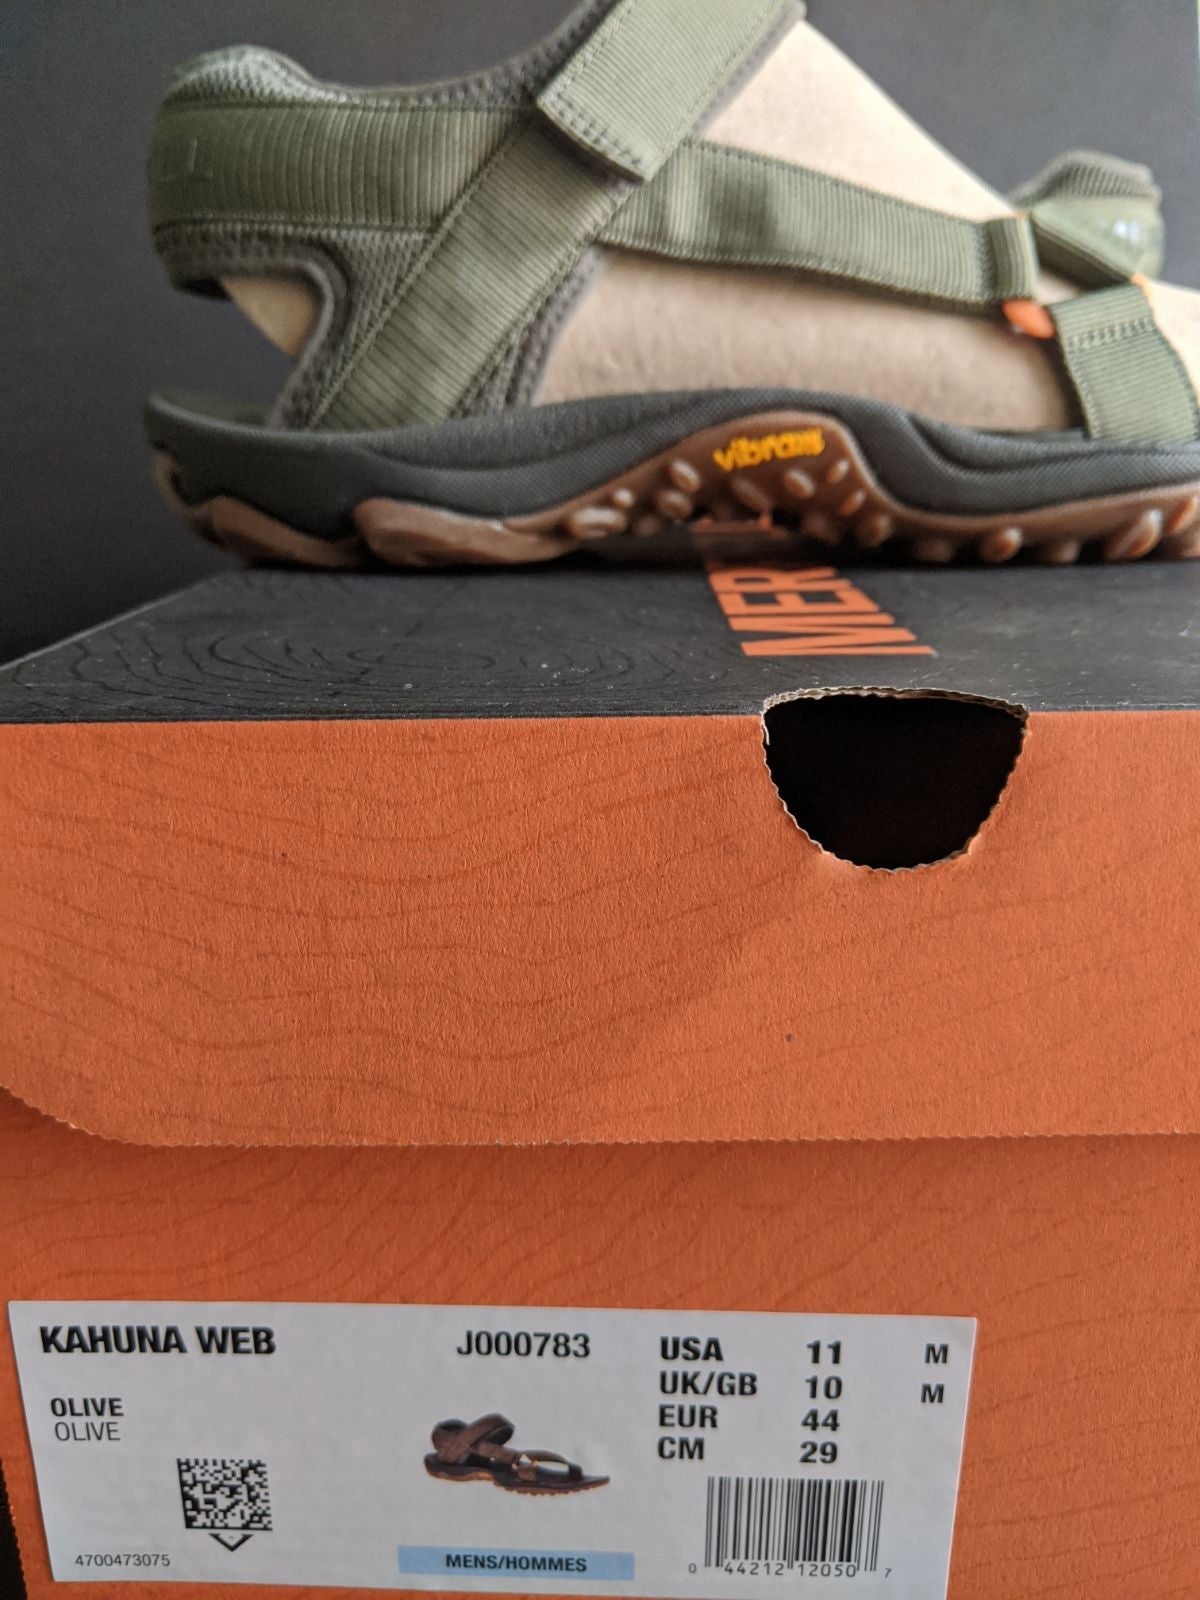 vibram
MER
KAHUNA WEB
J000783
OLIVE
OLIVE
USA 11 M
UK/GB 10 M
EUR 44
CM 29
4700473075
MENS/HOMMES
0 44212 12050 7